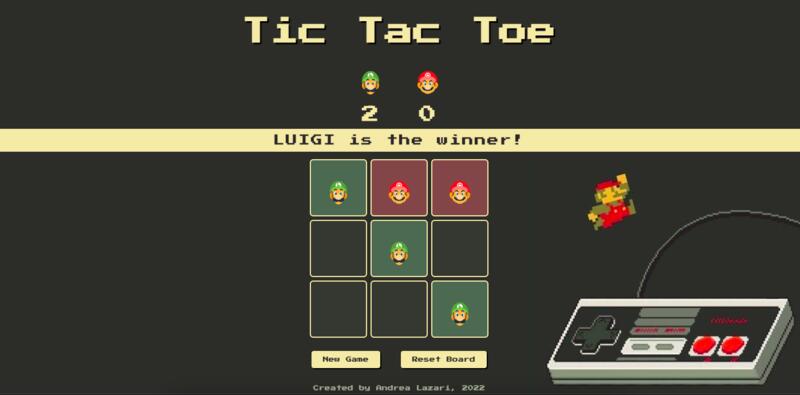 Tic Tac Toe
2 0
LUIGI is the winner!
New Game Reset Board
Created by Andrea Lazari, 2022